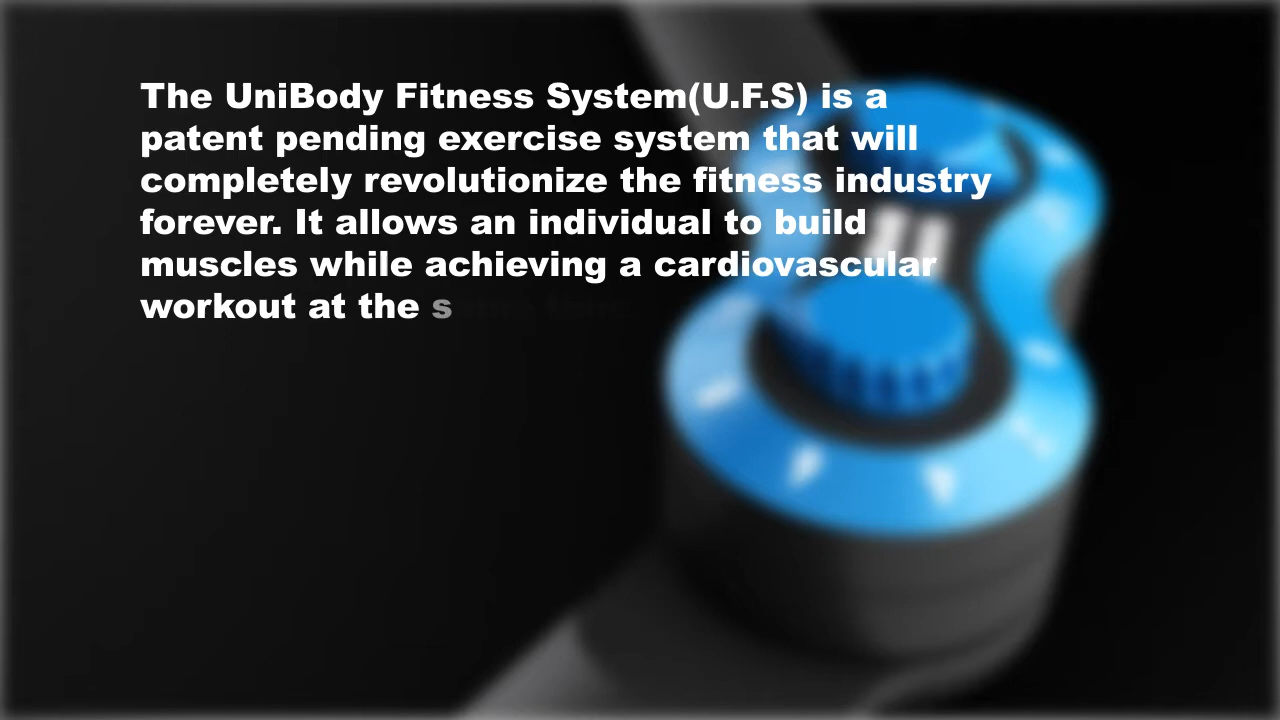 The UniBody Fitness System(U.F.S) is a
patent pending exercise system that will
completely revolutionize the fitness industry
forever. It allows an individual to build
muscles while achieving a cardiovascular
workout at the s